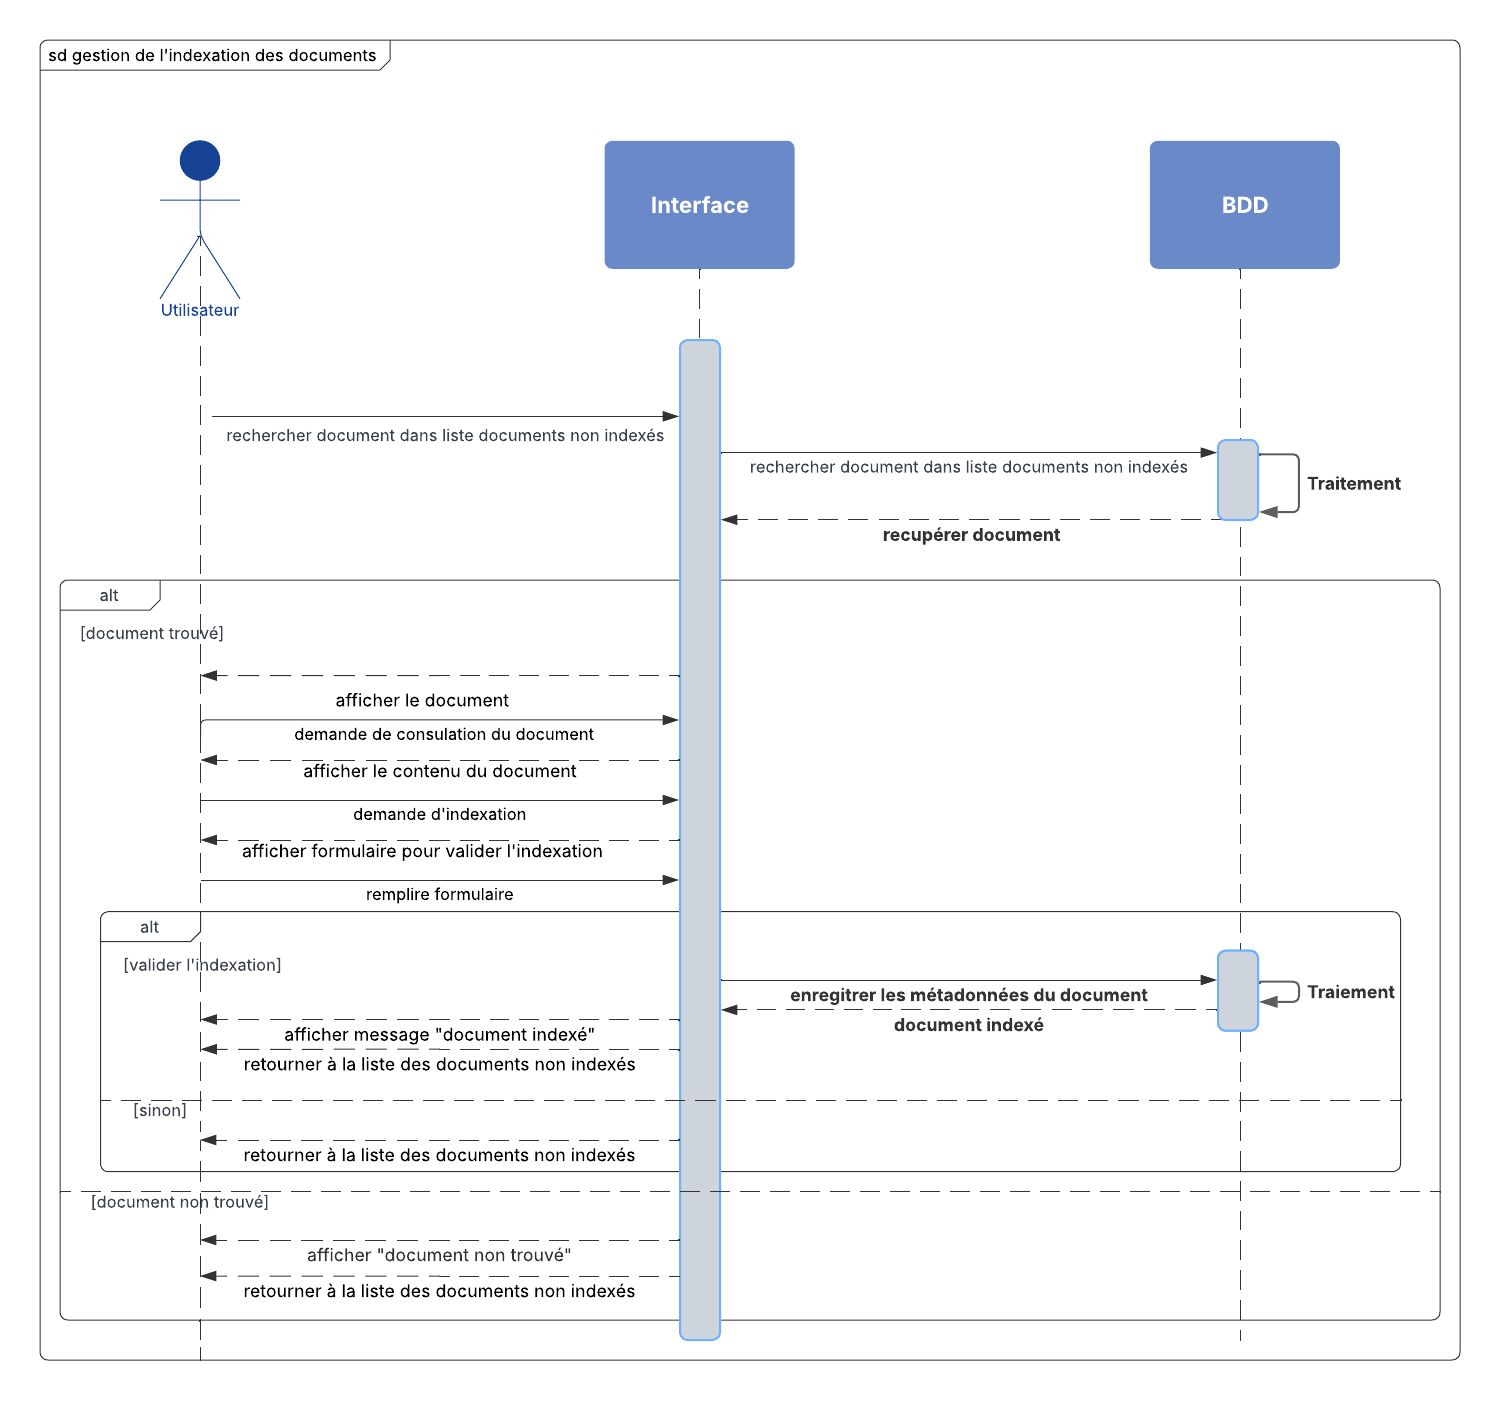 sd gestion de l'indexation des documents
Interface
BDD
Utilisateur
rechercher document dans liste documents non indexés
rechercher document dans liste documents non indexés
Traitement
recupérer document
alt
[document trouvé]
afficher le document
demande de consulation du document
afficher le contenu du document
demande d'indexation
afficher formulaire pour valider l'indexation
remplire formulaire
alt
[valider l'indexation]
enregitrer les métadonnées du document
Traiement
document indexé
afficher message "document indexé"
retourner à la liste des documents non indexés
[sinon]
retourner à la liste des documents non indexés
[document non trouvé]
afficher "document non trouvé"
retourner à la liste des documents non indexés